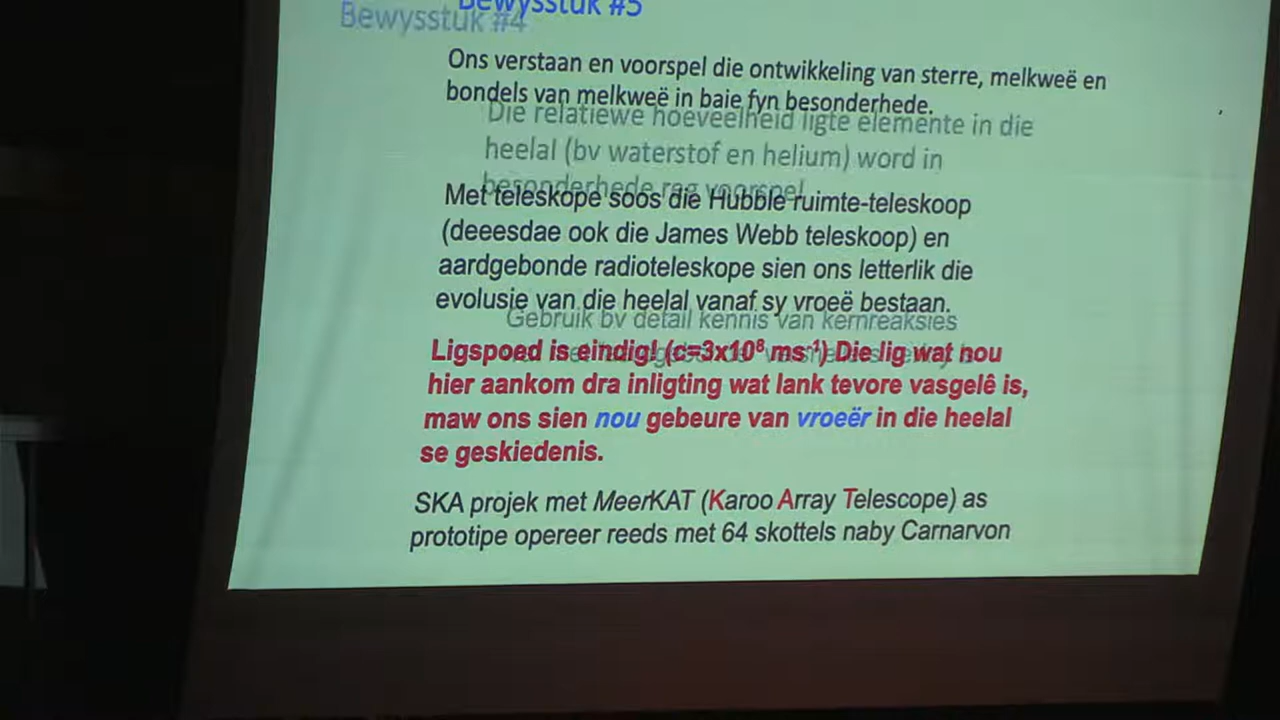 Bewysstuk #5
Bewysstuk #4
Ons verstaan en voorspel die ontwikkeling van sterre, melkweë en
bondels van melkweë in baie fyn besonderhede.
Die relatiewe hoeveelheid ligte elemente in die
heelal (bv waterstof en helium) word in
besonderhede reg voorspel
Met teleskope soos die Hubble ruimte-teleskoop
(deeesdae ook die James Webb teleskoop) en
aardgebonde radioteleskope sien ons letterlik die
evolusie van die heelal vanaf sy vroeë bestaan.
Gebruik bv detail kennis van kernreaksies
Ligspoed is eindig! (c=3x10⁸ ms⁻¹) Die lig wat nou
hier aankom dra inligting wat lank tevore vasgelê is,
maw ons sien nou gebeure van vroeër in die heelal
se geskiedenis.
SKA projek met MeerKAT (Karoo Array Telescope) as
prototipe opereer reeds met 64 skottels naby Carnarvon